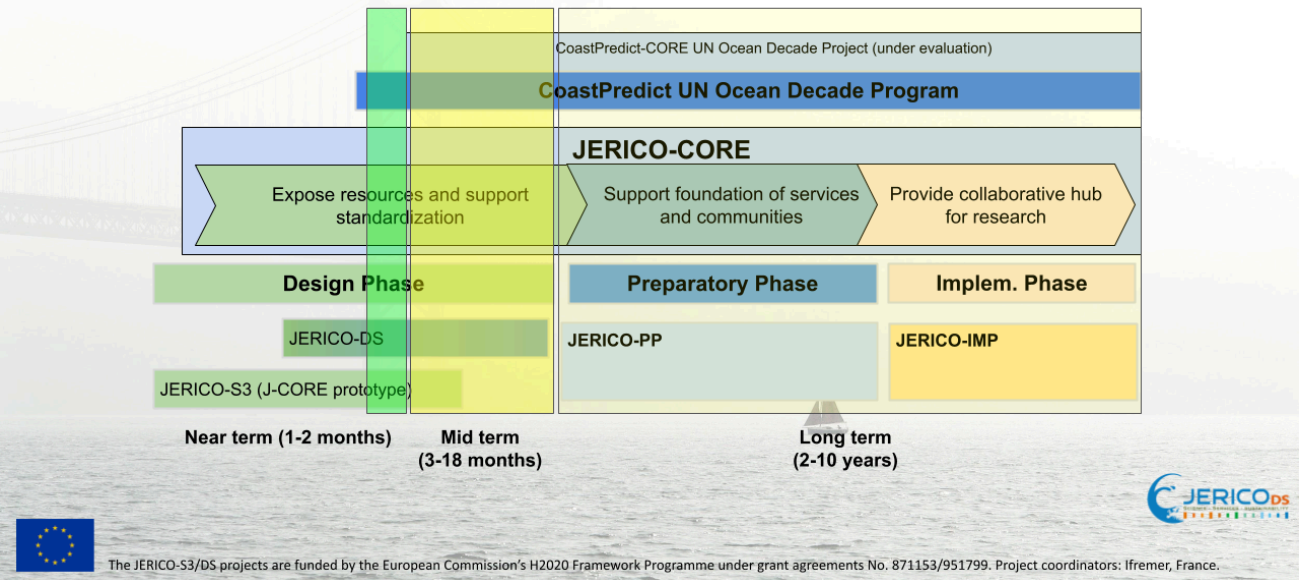 CoastPredict-CORE UN Ocean Decade Project (under evaluation)
CoastPredict UN Ocean Decade Program
JERICO-CORE
Expose resources and support
standardization
Support foundation of services
and communities
Provide collaborative hub
for research
Design Phase
Preparatory Phase
Implem. Phase
JERICO-DS
JERICO-PP
JERICO-IMP
JERICO-S3 (J-CORE prototype)
Near term (1-2 months)
Mid term
(3-18 months)
Long term
(2-10 years)
JERICO DS
The JERICO-S3/DS projects are funded by the European Commission's H2020 Framework Programme under grant agreements No. 871153/951799. Project coordinators: Ifremer, France.